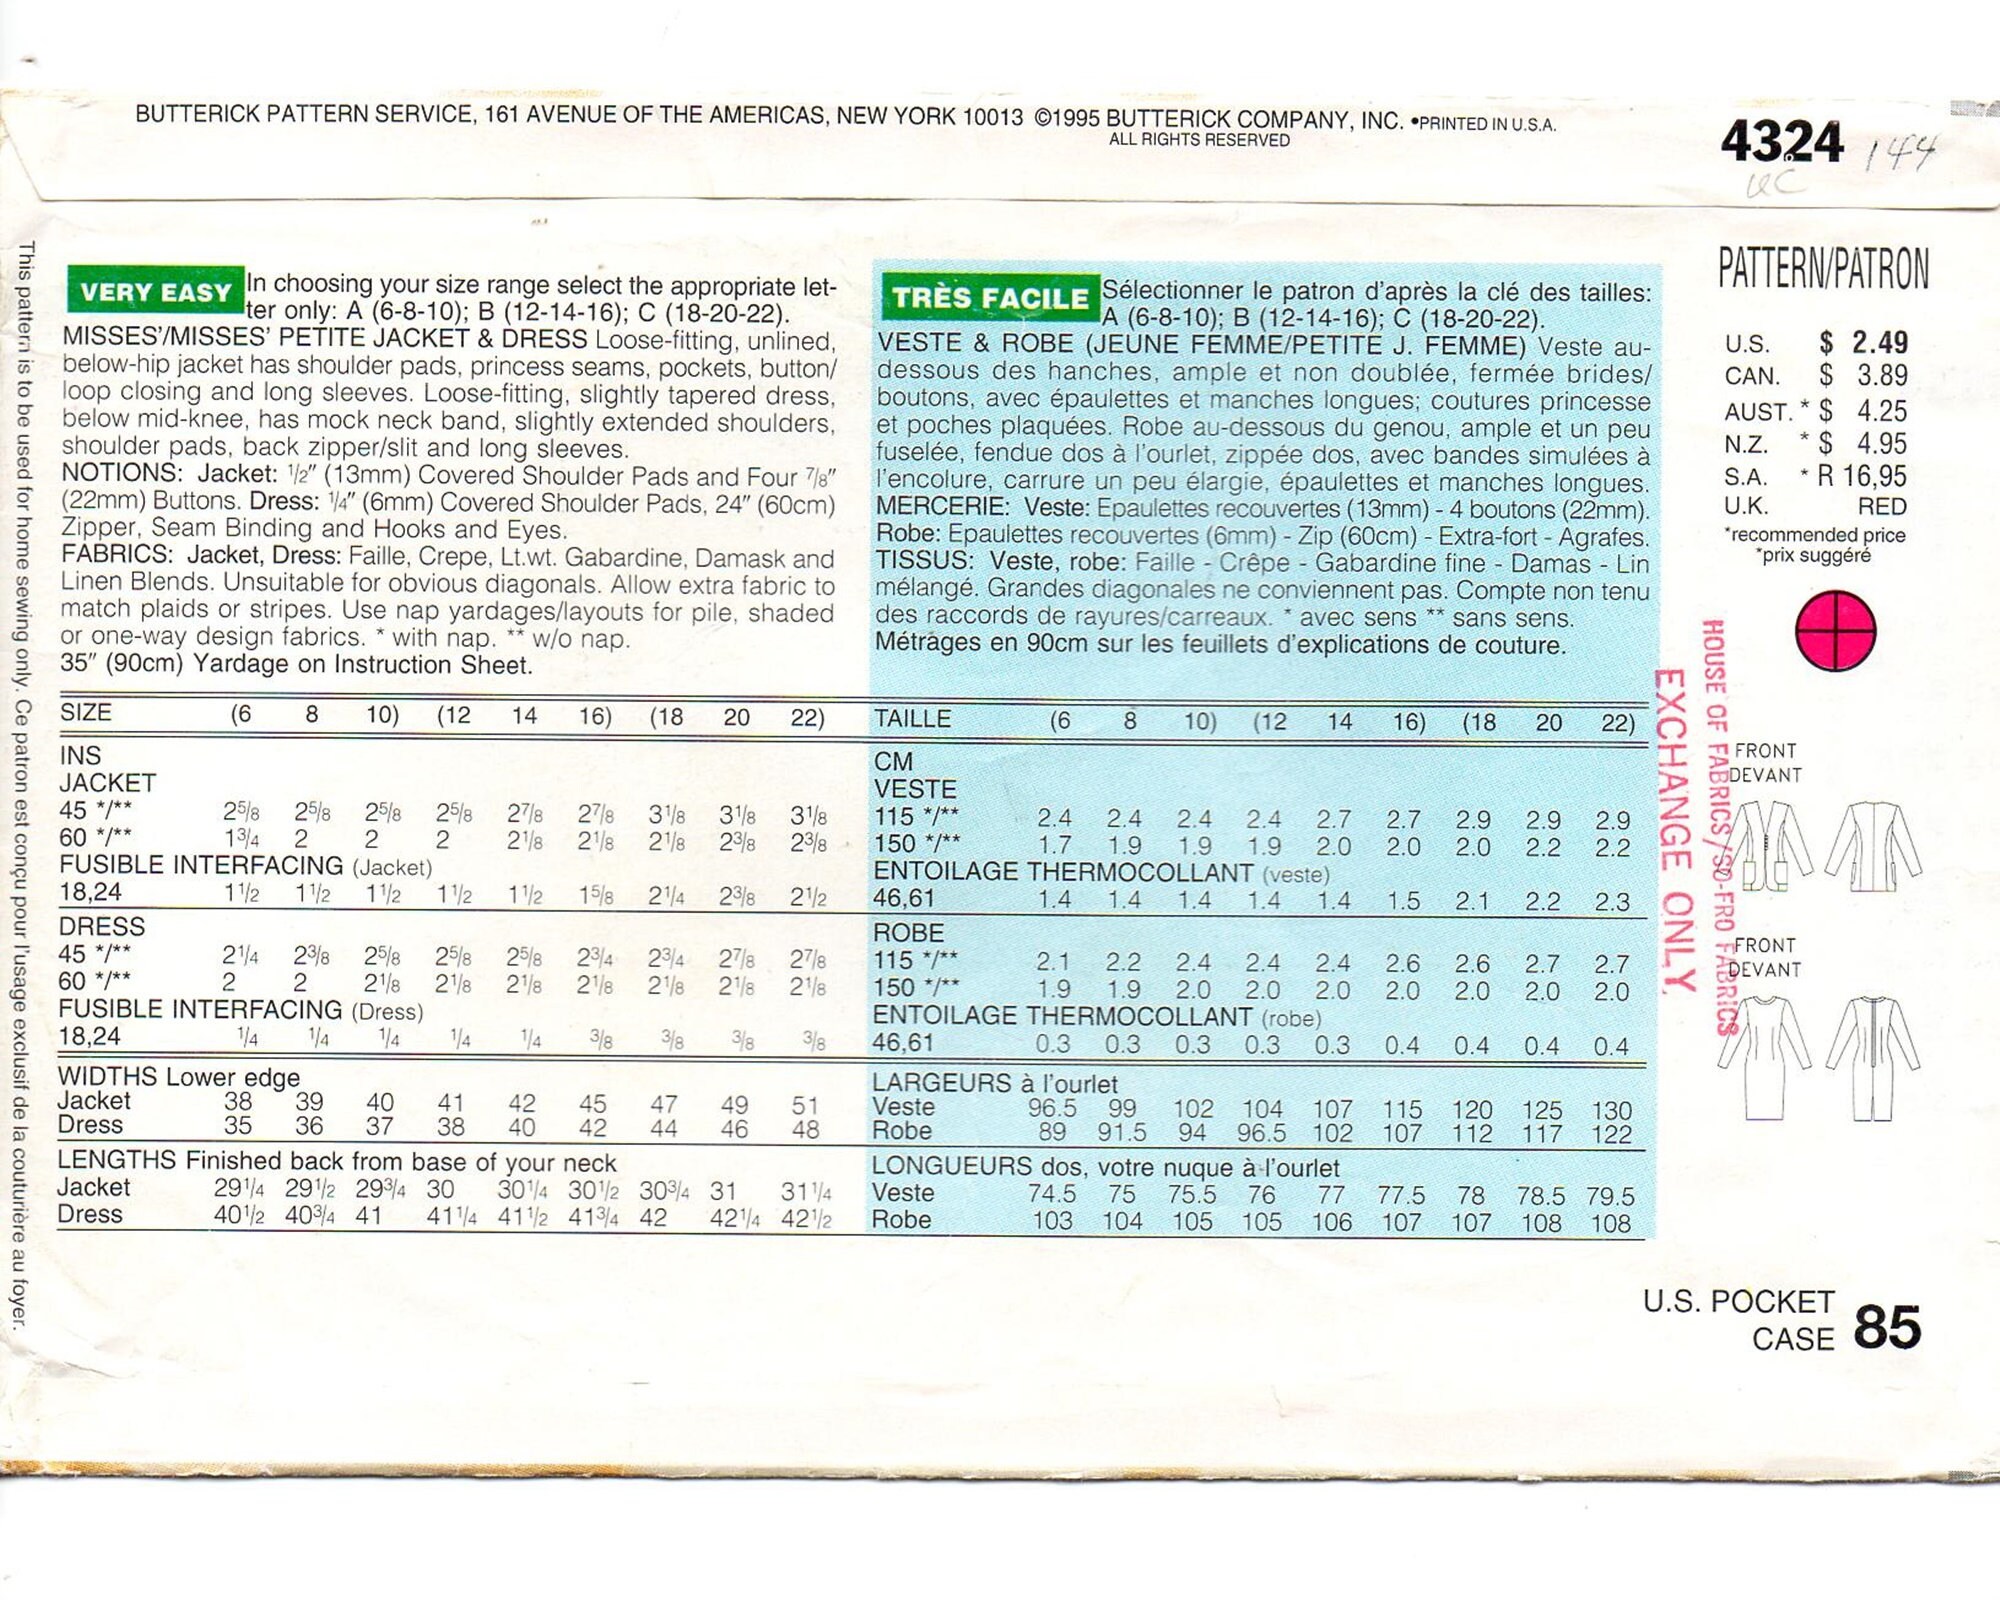 BUTTERICK PATTERN SERVICE, 161 AVENUE OF THE AMERICAS, NEW YORK 10013 ©1995 BUTTERICK COMPANY, INC. •PRINTED IN U.S.A.
ALL RIGHTS RESERVED
4324 144
UC
This pattern is to be used for home sewing only. Ce patron est conçu pour l'usage exclusif de la couturière au foyer.
VERY EASY In choosing your size range select the appropriate let-
ter only: A (6-8-10); B (12-14-16); C (18-20-22).
MISSES'/MISSES' PETITE JACKET & DRESS Loose-fitting, unlined,
below-hip jacket has shoulder pads, princess seams, pockets, button/
loop closing and long sleeves. Loose-fitting, slightly tapered dress,
below mid-knee, has mock neck band, slightly extended shoulders,
shoulder pads, back zipper/slit and long sleeves.
NOTIONS: Jacket: 1/2" (13mm) Covered Shoulder Pads and Four 7/8"
(22mm) Buttons. Dress: 1/4" (6mm) Covered Shoulder Pads, 24" (60cm)
Zipper, Seam Binding and Hooks and Eyes.
FABRICS: Jacket, Dress: Faille, Crepe, Lt.wt. Gabardine, Damask and
Linen Blends. Unsuitable for obvious diagonals. Allow extra fabric to
match plaids or stripes. Use nap yardages/layouts for pile, shaded
or one-way design fabrics. * with nap. ** w/o nap.
35" (90cm) Yardage on Instruction Sheet.
SIZE (6 8 10) (12 14 16) (18 20 22)
INS
JACKET
45 */** 2 5/8 2 5/8 2 5/8 2 5/8 2 7/8 2 7/8 3 1/8 3 1/8 3 1/8
60 */** 1 3/4 2 2 2 2 1/8 2 1/8 2 1/8 2 3/8 2 3/8
FUSIBLE INTERFACING (Jacket)
18,24 1 1/2 1 1/2 1 1/2 1 1/2 1 1/2 1 5/8 2 1/4 2 3/8 2 1/2
DRESS
45 */** 2 1/4 2 3/8 2 5/8 2 5/8 2 5/8 2 3/4 2 3/4 2 7/8 2 7/8
60 */** 2 2 2 1/8 2 1/8 2 1/8 2 1/8 2 1/8 2 1/8 2 1/8
FUSIBLE INTERFACING (Dress)
18,24 1/4 1/4 1/4 1/4 1/4 3/8 3/8 3/8 3/8
WIDTHS Lower edge
Jacket 38 39 40 41 42 45 47 49 51
Dress 35 36 37 38 40 42 44 46 48
LENGTHS Finished back from base of your neck
Jacket 29 1/4 29 1/2 29 3/4 30 30 1/4 30 1/2 30 3/4 31 31 1/4
Dress 40 1/2 40 3/4 41 41 1/4 41 1/2 41 3/4 42 42 1/4 42 1/2
TRÈS FACILE Sélectionner le patron d'après la clé des tailles:
A (6-8-10); B (12-14-16); C (18-20-22).
VESTE & ROBE (JEUNE FEMME/PETITE J. FEMME) Veste au-
dessous des hanches, ample et non doublée, fermée brides/
boutons, avec épaulettes et manches longues; coutures princesse
et poches plaquées. Robe au-dessous du genou, ample et un peu
fuselée, fendue dos à l'ourlet, zippée dos, avec bandes simulées à
l'encolure, carrure un peu élargie, épaulettes et manches longues.
MERCERIE: Veste: Epaulettes recouvertes (13mm) - 4 boutons (22mm).
Robe: Epaulettes recouvertes (6mm) - Zip (60cm) - Extra-fort - Agrafes.
TISSUS: Veste, robe: Faille - Crêpe - Gabardine fine - Damas - Lin
mélangé. Grandes diagonales ne conviennent pas. Compte non tenu
des raccords de rayures/carreaux. * avec sens ** sans sens.
Métrages en 90cm sur les feuillets d'explications de couture.
TAILLE (6 8 10) (12 14 16) (18 20 22)
CM
VESTE
115 */** 2.4 2.4 2.4 2.4 2.7 2.7 2.9 2.9 2.9
150 */** 1.7 1.9 1.9 1.9 2.0 2.0 2.0 2.2 2.2
ENTOILAGE THERMOCOLLANT (veste)
46,61 1.4 1.4 1.4 1.4 1.4 1.5 2.1 2.2 2.3
ROBE
115 */** 2.1 2.2 2.4 2.4 2.4 2.6 2.6 2.7 2.7
150 */** 1.9 1.9 2.0 2.0 2.0 2.0 2.0 2.0 2.0
ENTOILAGE THERMOCOLLANT (robe)
46,61 0.3 0.3 0.3 0.3 0.3 0.4 0.4 0.4 0.4
LARGEURS à l'ourlet
Veste 96.5 99 102 104 107 115 120 125 130
Robe 89 91.5 94 96.5 102 107 112 117 122
LONGUEURS dos, votre nuque à l'ourlet
Veste 74.5 75 75.5 76 77 77.5 78 78.5 79.5
Robe 103 104 105 105 106 107 107 108 108
PATTERN/PATRON
U.S. $ 2.49
CAN. $ 3.89
AUST. * $ 4.25
N.Z. * $ 4.95
S.A. * R 16,95
U.K. RED
*recommended price
*prix suggéré
HOUSE OF FABRICS/SO-FRO FABRICS
EXCHANGE ONLY
FRONT
DEVANT
FRONT
DEVANT
U.S. POCKET
CASE 85